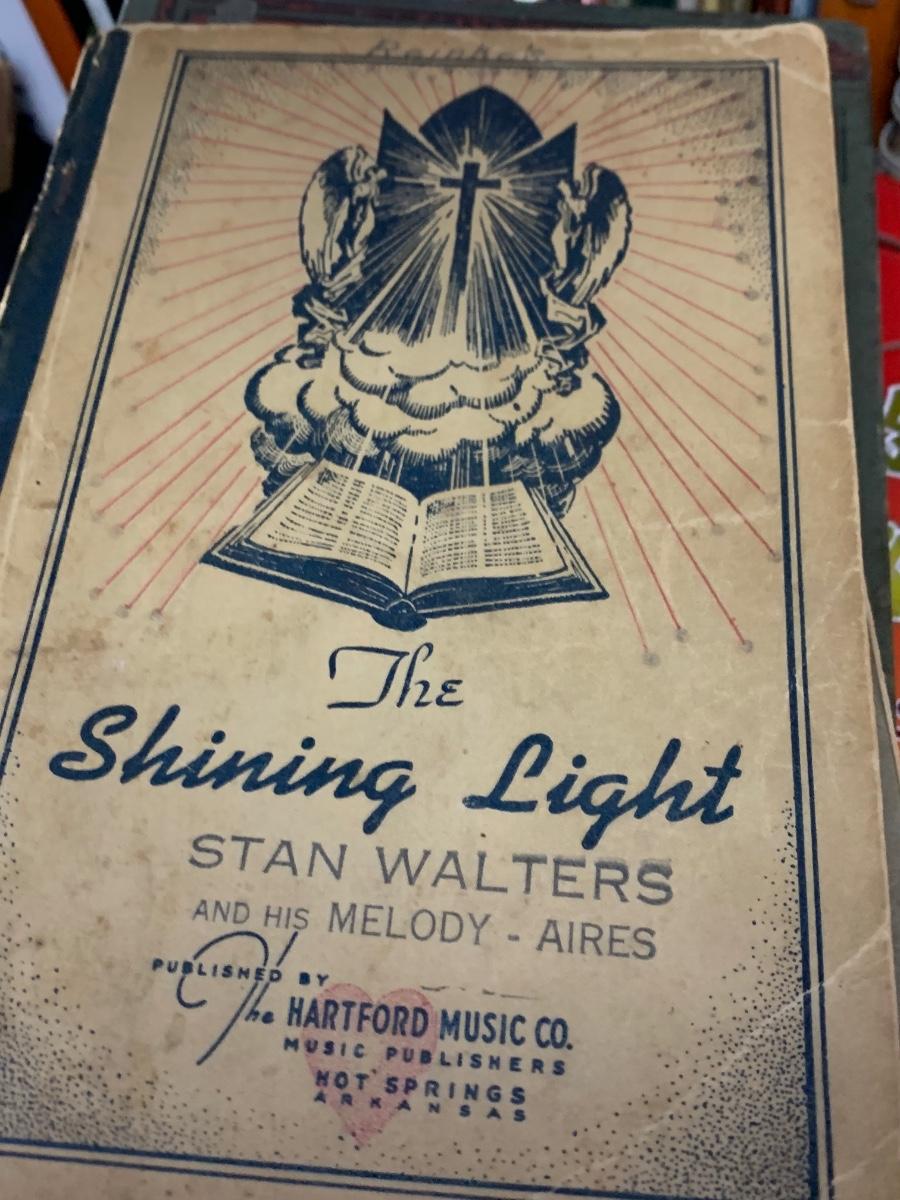 The
Shining Light
STAN WALTERS
AND HIS MELODY - AIRES
PUBLISHED BY
The HARTFORD MUSIC CO.
MUSIC PUBLISHERS
HOT SPRINGS
ARKANSAS